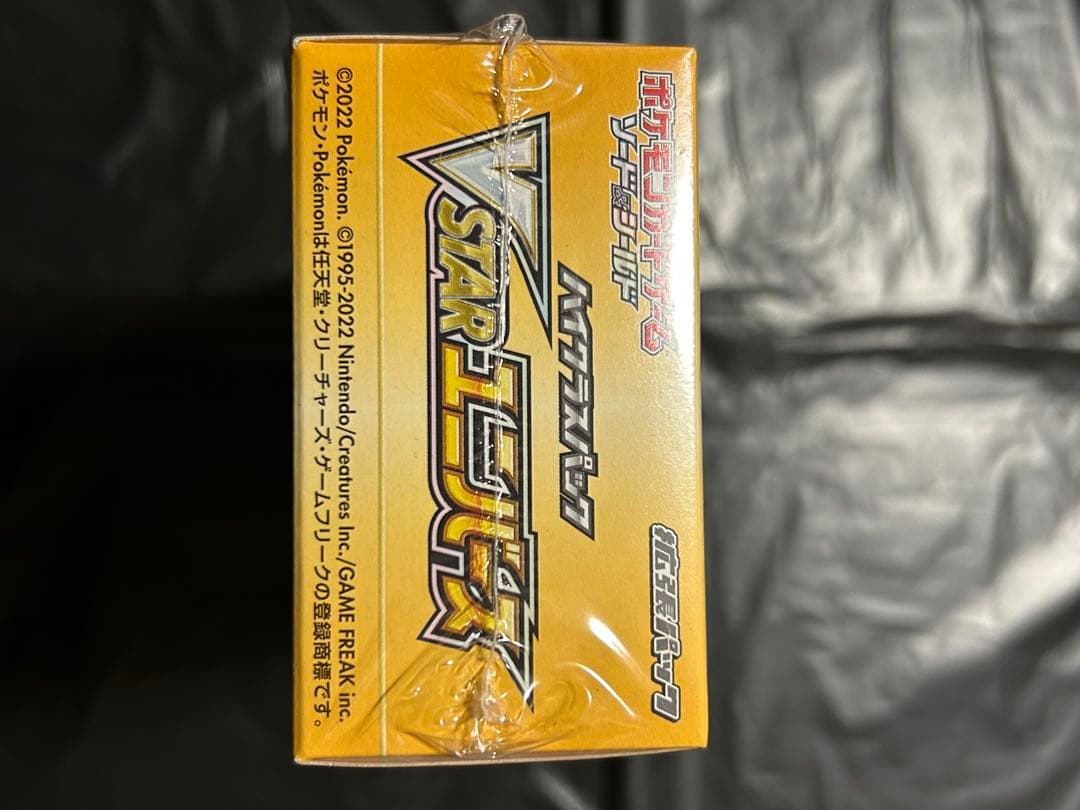 ポケモンカードゲーム
ソード&シールド
拡張パック
ハイクラスパック
VSTARユニバース
©2022 Pokémon. ©1995-2022 Nintendo/Creatures Inc./GAME FREAK inc.
ポケモン・Pokémonは任天堂・クリーチャーズ・ゲームフリークの登録商標です。